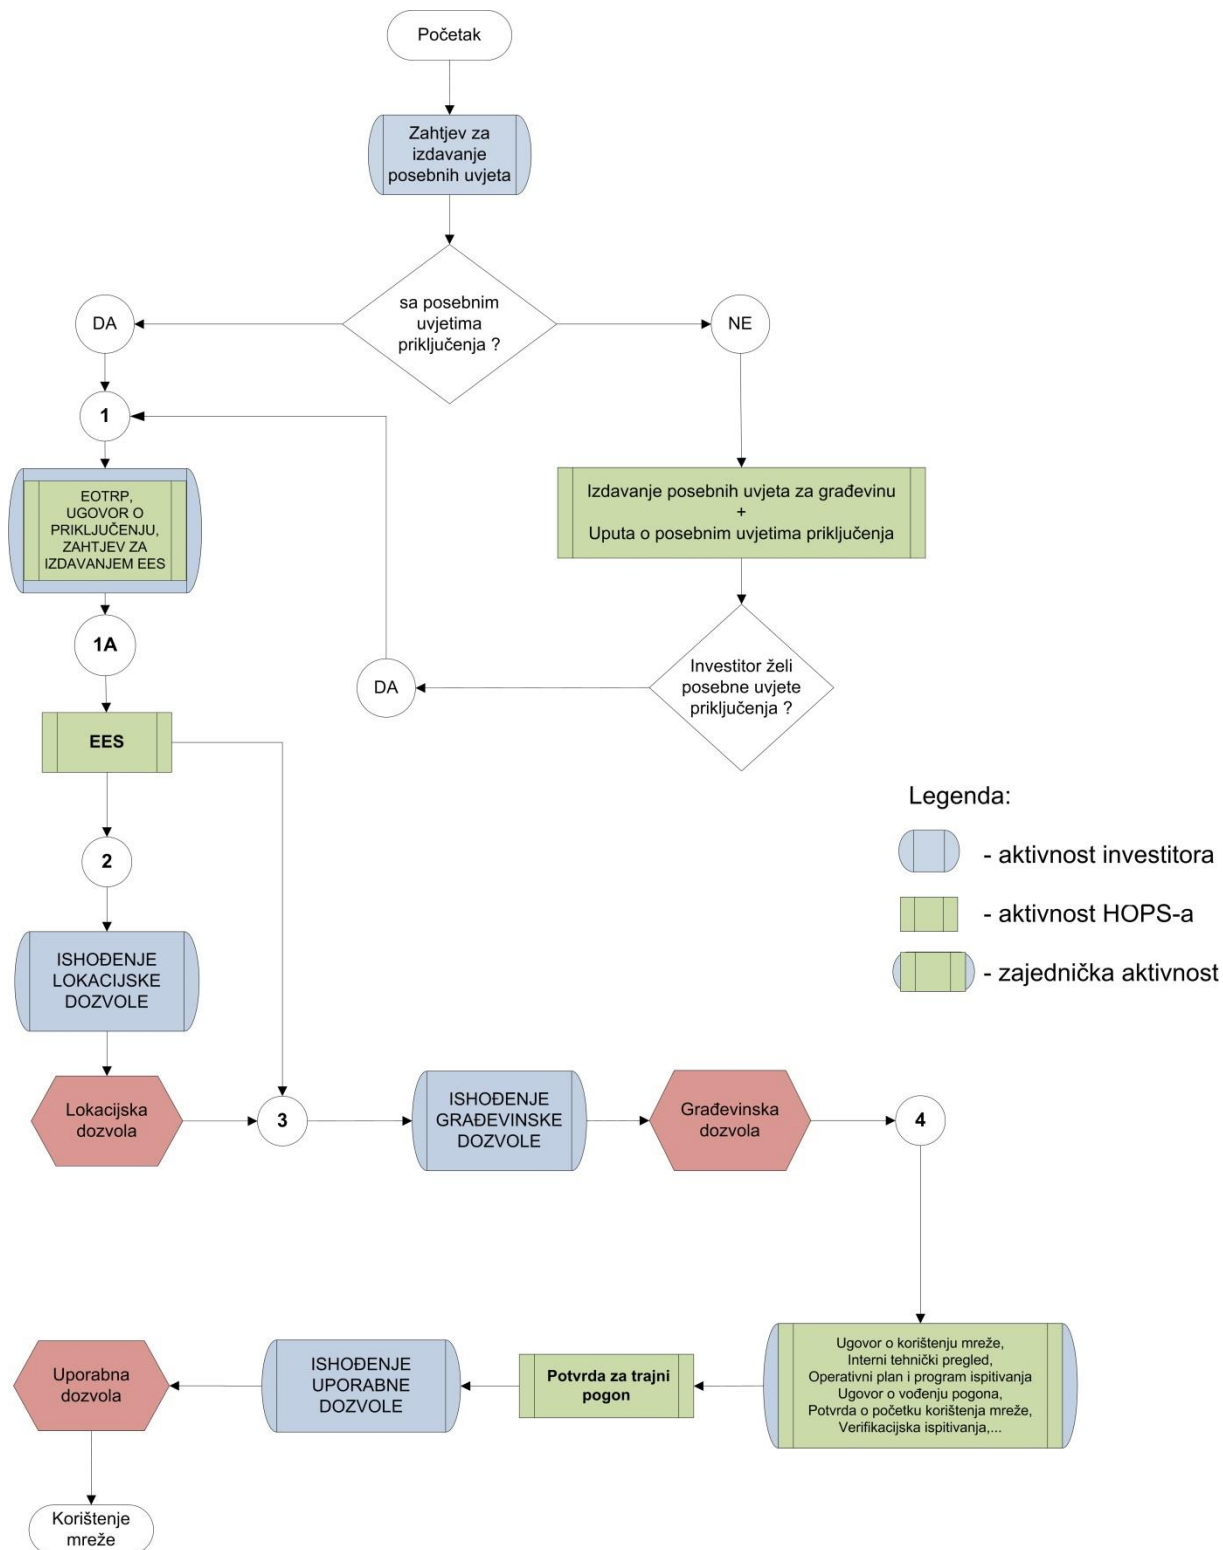 Početak
Zahtjev za
izdavanje
posebnih uvjeta
sa posebnim
uvjetima
priključenja ?
DA
NE
1
EOTRP,
UGOVOR O
PRIKLJUČENJU,
ZAHTJEV ZA
IZDAVANJEM EES
Izdavanje posebnih uvjeta za građevinu
+
Uputa o posebnim uvjetima priključenja
1A
DA
Investitor želi
posebne uvjete
priključenja ?
EES
2
Legenda:
- aktivnost investitora
- aktivnost HOPS-a
- zajednička aktivnost
ISHOĐENJE
LOKACIJSKE
DOZVOLE
Lokacijska
dozvola
3
ISHOĐENJE
GRAĐEVINSKE
DOZVOLE
Građevinska
dozvola
4
Ugovor o korištenju mreže,
Interni tehnički pregled,
Operativni plan i program ispitivanja
Ugovor o vođenju pogona,
Potvrda o početku korištenja mreže,
Verifikacijska ispitivanja,...
Potvrda za trajni
pogon
ISHOĐENJE
UPORABNE
DOZVOLE
Uporabna
dozvola
Korištenje
mreže